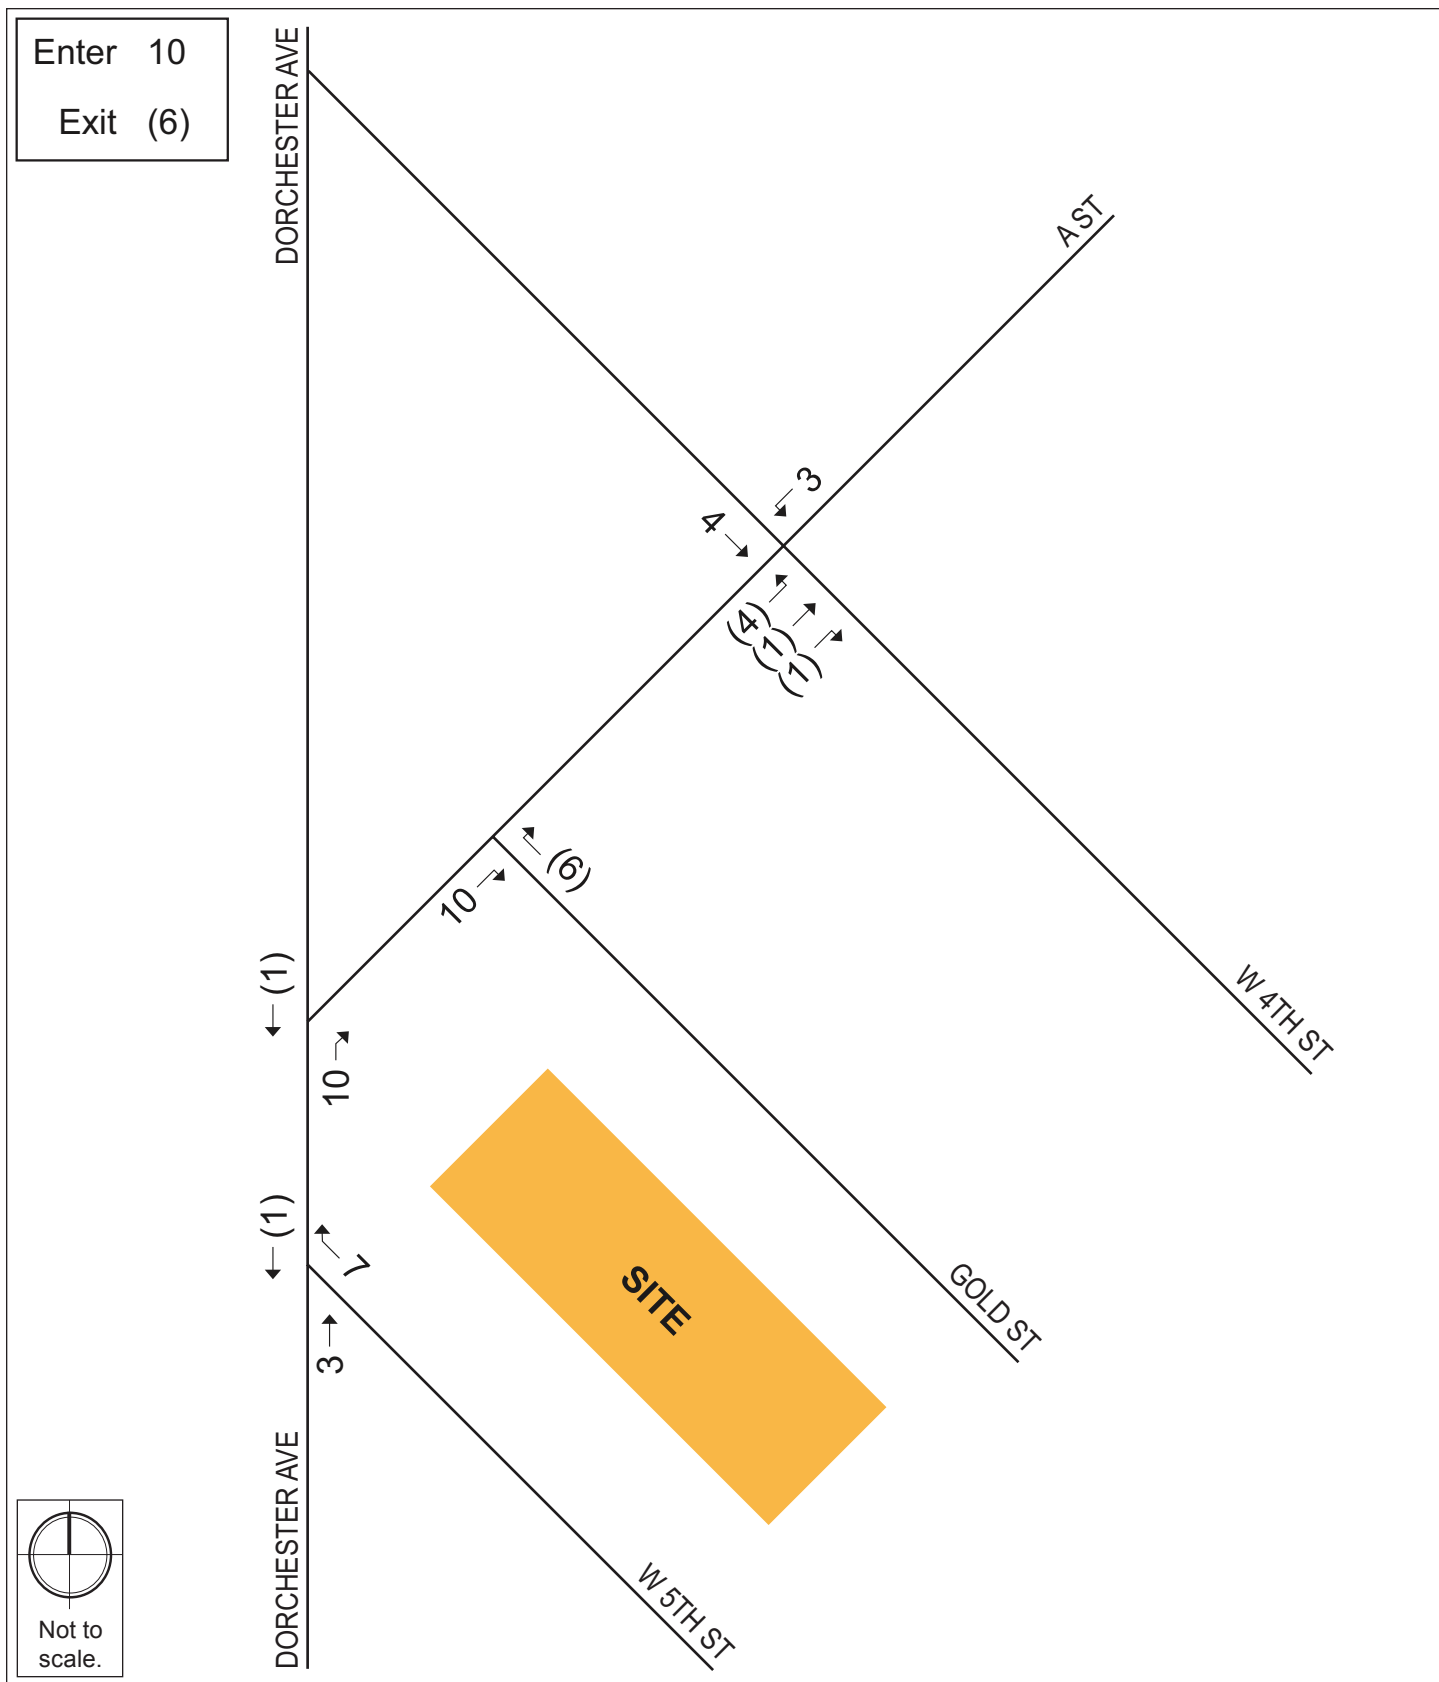 Enter 10
Exit (6)
DORCHESTER AVE
A ST
3
4
(4)
(1)
(1)
(6)
10
(1)
10
W 4TH ST
(1)
7
3
SITE
GOLD ST
DORCHESTER AVE
W 5TH ST
Not to
scale.